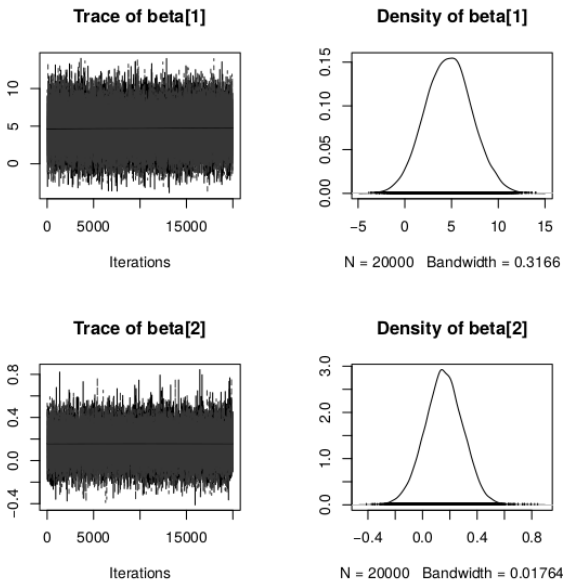 Trace of beta[1]
Density of beta[1]
0 5 10
0 5000 15000
Iterations
0.00 0.05 0.10 0.15
−5 0 5 10 15
N = 20000 Bandwidth = 0.3166
Trace of beta[2]
Density of beta[2]
−0.4 0.0 0.4 0.8
0 5000 15000
Iterations
0.0 1.0 2.0 3.0
−0.4 0.0 0.4 0.8
N = 20000 Bandwidth = 0.01764